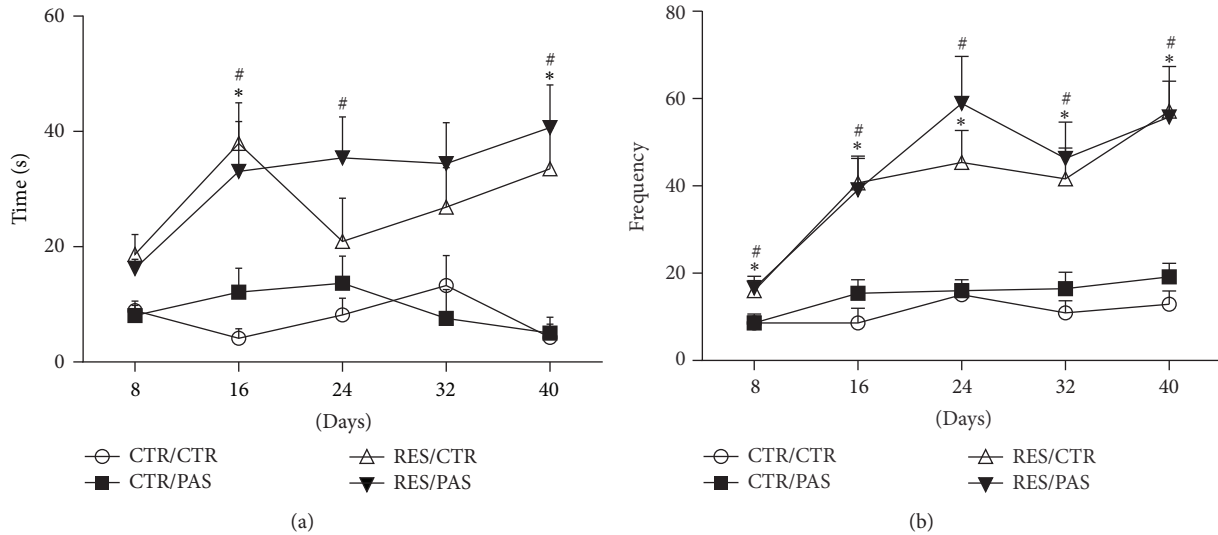 60
40
20
0
Time (s)
#
*
#
#
*
8
16
24
32
40
(Days)
CTR/CTR
RES/CTR
CTR/PAS
RES/PAS
(a)
80
60
40
20
0
Frequency
#
*
#
*
#
*
#
*
#
*
8
16
24
32
40
(Days)
CTR/CTR
RES/CTR
CTR/PAS
RES/PAS
(b)